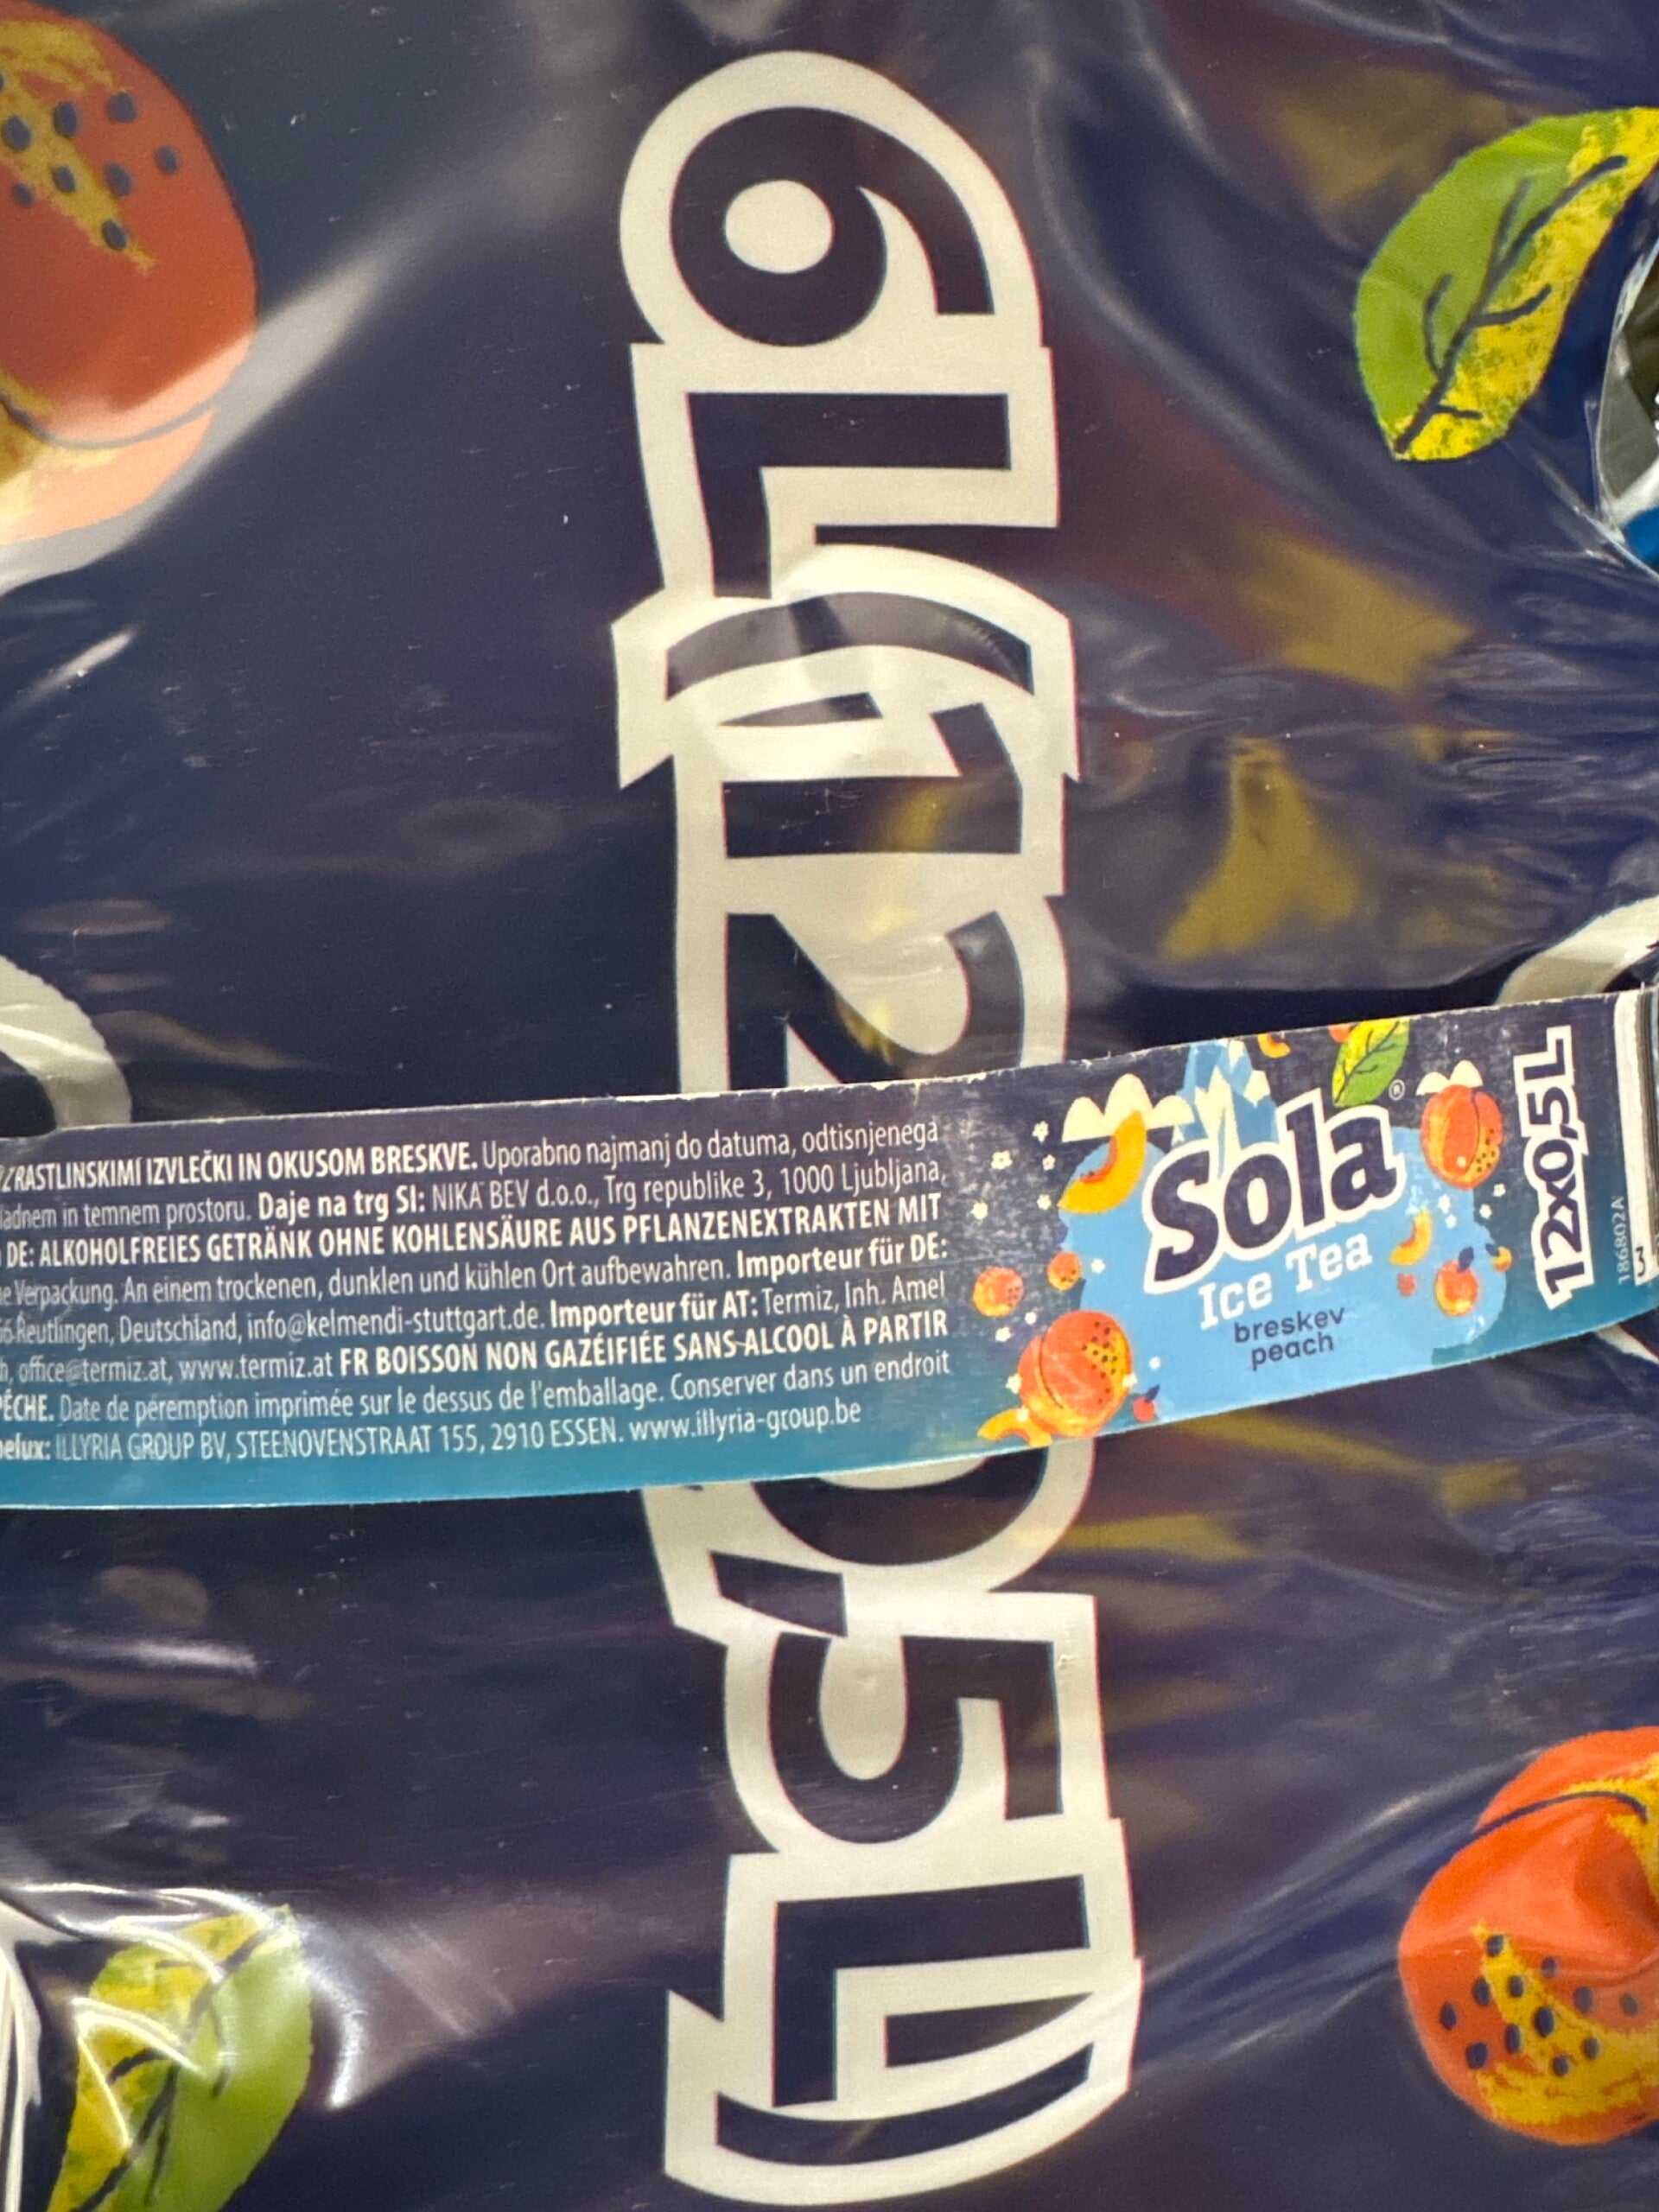 6L(12
0,5L)
RASTLINSKIMI IZVLEČKI IN OKUSOM BRESKVE. Uporabno najmanj do datuma, odtisnjenega
in temnem prostoru. Daje na trg SI: NIKA BEV d.o.o., Trg republike 3, 1000 Ljubljana,
DE: ALKOHOLFREIES GETRÄNK OHNE KOHLENSÄURE AUS PFLANZENEXTRAKTEN MIT
Verpackung. An einem trockenen, dunklen und kühlen Ort aufbewahren. Importeur für DE:
Reutlingen, Deutschland, info@kelmendi-stuttgart.de. Importeur für AT: Termiz, Inh. Amel
office@termiz.at, www.termiz.at FR BOISSON NON GAZÉIFIÉE SANS ALCOOL À PARTIR
PÊCHE. Date de péremption imprimée sur le dessus de l'emballage. Conserver dans un endroit
ILLYRIA GROUP BV, STEENOVENSTRAAT 155, 2910 ESSEN. www.illyria-group.be
Sola®
Ice Tea
breskev
peach
12x0,5L
186802A
3